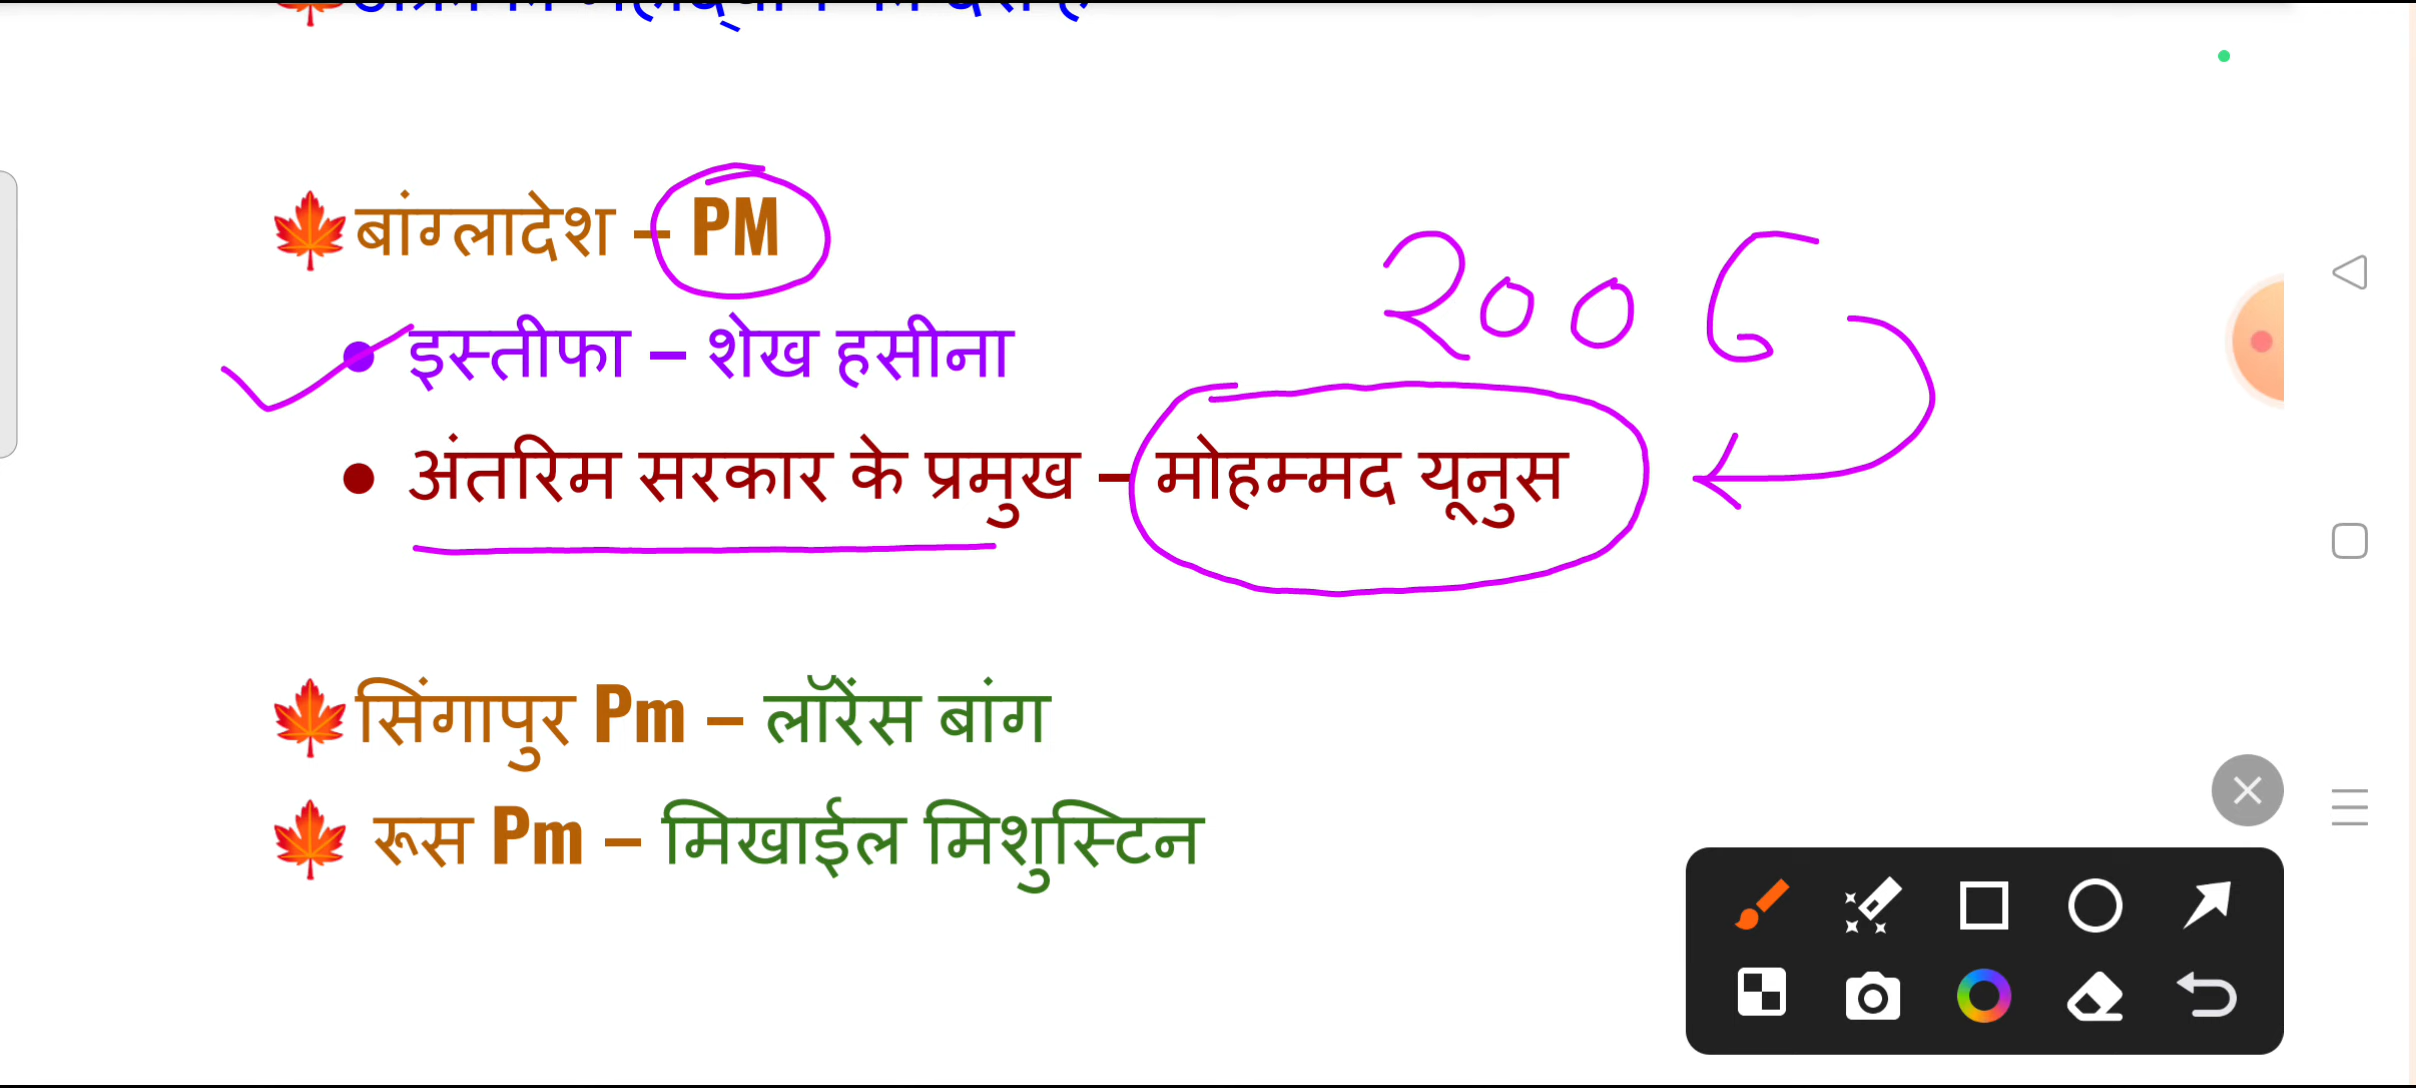 बांग्लादेश – PM
2006
इस्तीफा – शेख हसीना
अंतरिम सरकार के प्रमुख – मोहम्मद यूनुस
सिंगापुर Pm – लॉरेंस बांग
रूस Pm – मिखाईल मिशुस्टिन